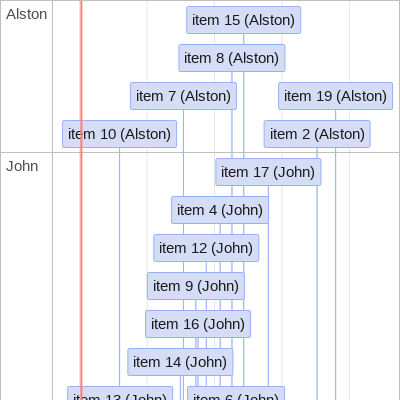 Alston
item 15 (Alston)
item 8 (Alston)
item 7 (Alston)
item 19 (Alston)
item 10 (Alston)
item 2 (Alston)
John
item 17 (John)
item 4 (John)
item 12 (John)
item 9 (John)
item 16 (John)
item 14 (John)
item 13 (John)
item 6 (John)